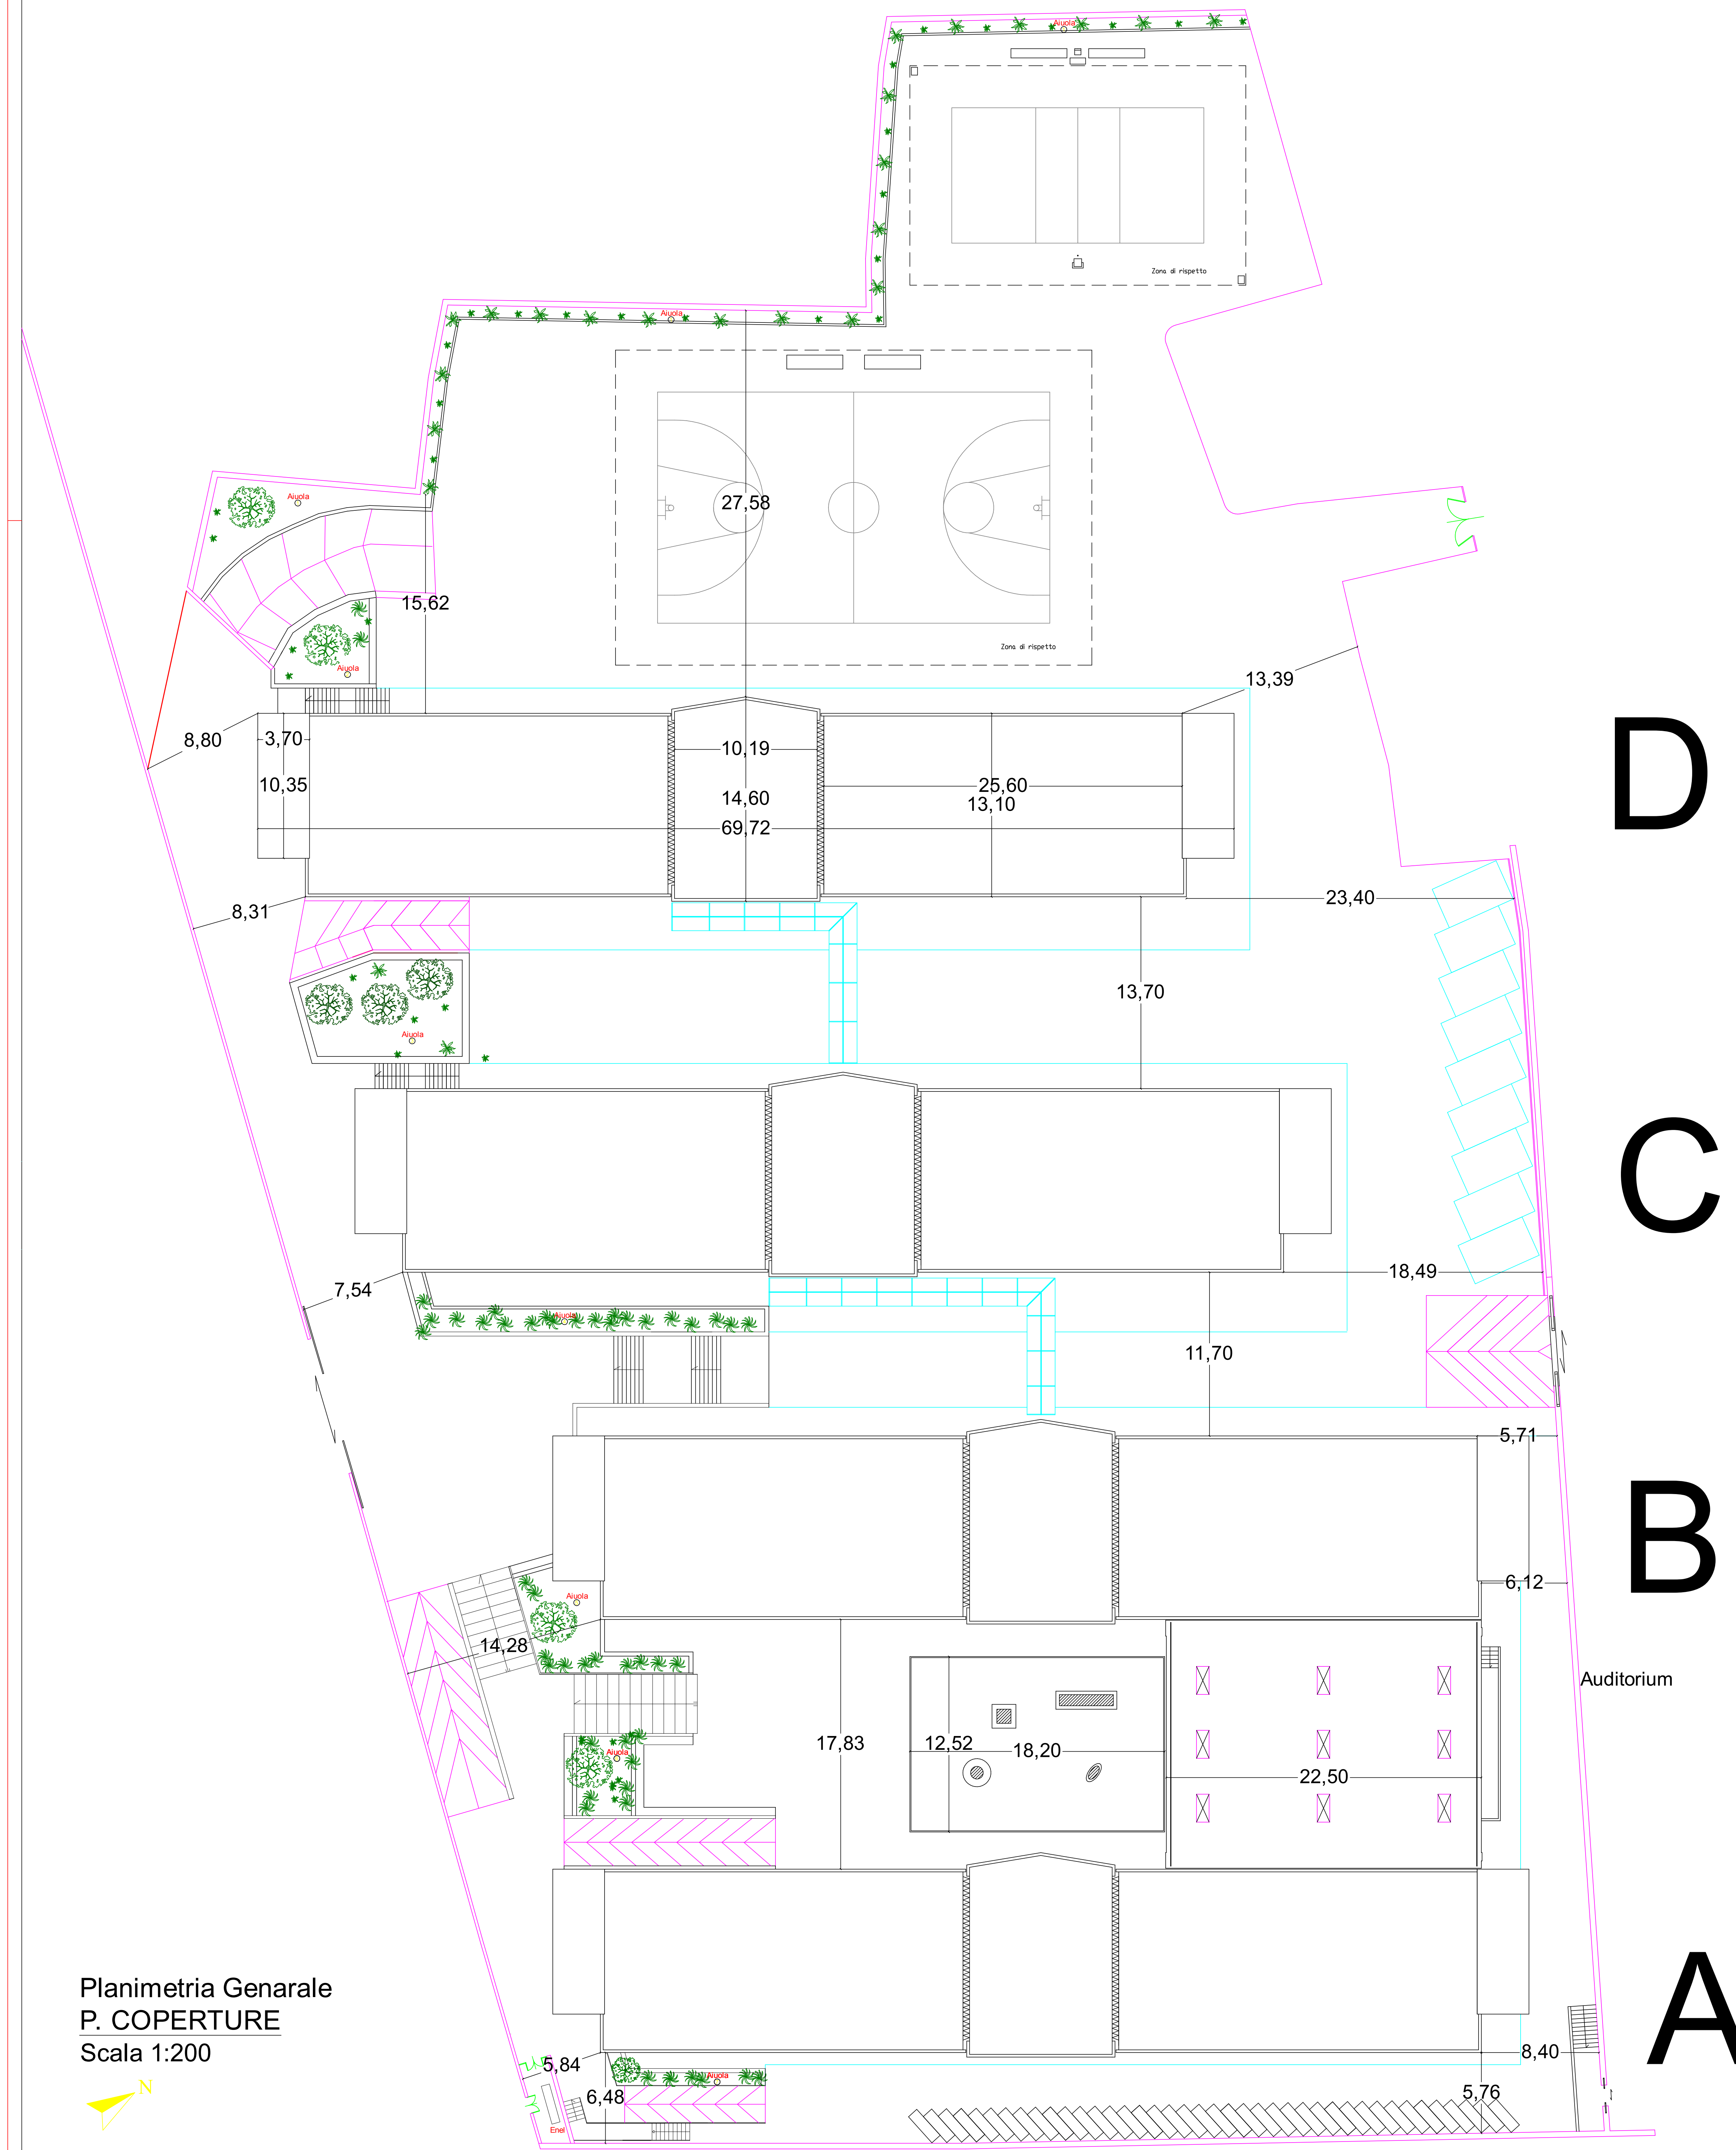 Aiuola
Zona di rispetto
Aiuola
27,58
Aiuola
15,62
Zona di rispetto
Aiuola
13,39
8,80
3,70
10,19
D
10,35
14,60
25,60
13,10
69,72
8,31
23,40
13,70
Aiuola
C
18,49
7,54
Aiuola
11,70
5,71
B
6,12
Aiuola
14,28
Auditorium
17,83
12,52
18,20
Aiuola
22,50
A
Planimetria Genarale
P. COPERTURE
Scala 1:200
N
5,84
8,40
Aiuola
6,48
5,76
Enel